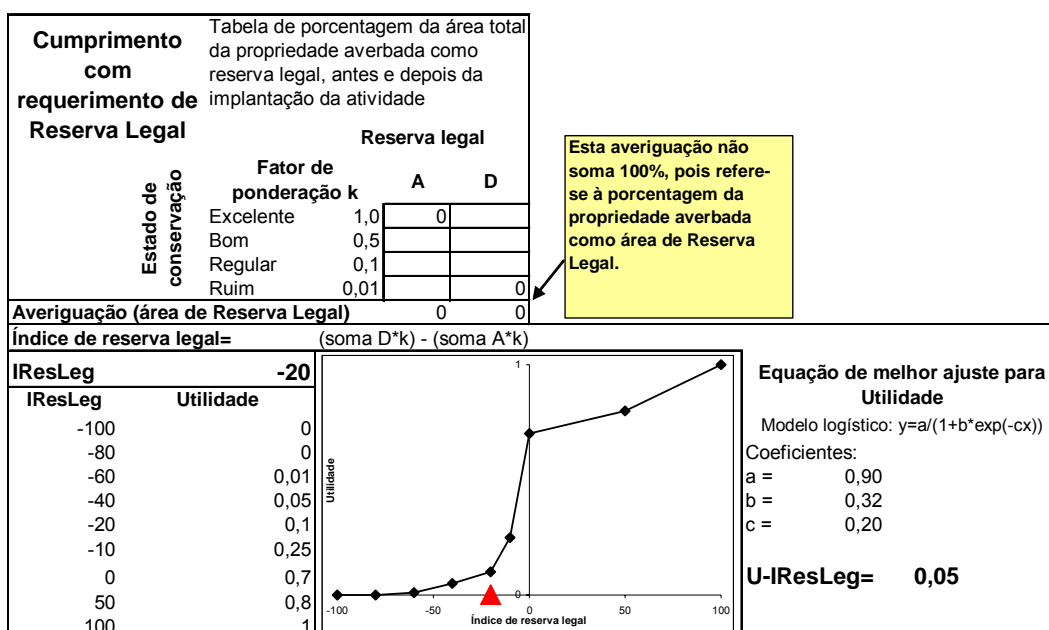 Cumprimento
com
requerimento de
Reserva Legal
Tabela de porcentagem da área total
da propriedade averbada como
reserva legal, antes e depois da
implantação da atividade
Reserva legal
Estado de
conservação
Fator de
ponderação k
A D
Excelente 1,0 0
Bom 0,5
Regular 0,1
Ruim 0,01 0
Averiguação (área de Reserva Legal) 0 0
Esta averiguação não
soma 100%, pois refere-
se à porcentagem da
propriedade averbada
como área de Reserva
Legal.
Índice de reserva legal= (soma D*k) - (soma A*k)
IResLeg -20
IResLeg Utilidade
-100 0
-80 0
-60 0,01
-40 0,05
-20 0,1
-10 0,25
0 0,7
50 0,8
100 1
1
Utilidade
0
-100 -50 0 50 100
Índice de reserva legal
Equação de melhor ajuste para
Utilidade
Modelo logístico: y=a/(1+b*exp(-cx))
Coeficientes:
a = 0,90
b = 0,32
c = 0,20
U-IResLeg= 0,05